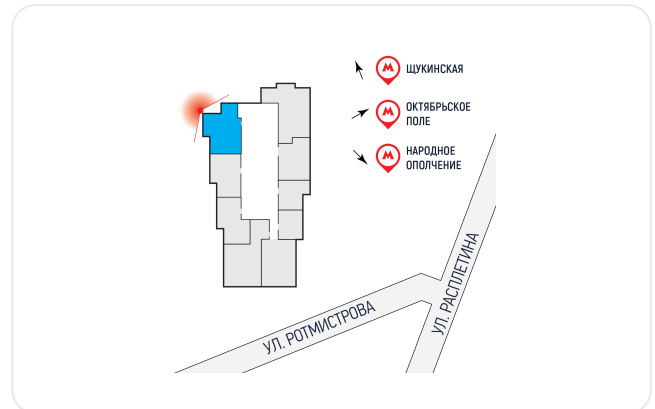 ЩУКИНСКАЯ
ОКТЯБРЬСКОЕ
ПОЛЕ
НАРОДНОЕ
ОПОЛЧЕНИЕ
УЛ. РАСПЛЕТИНА
УЛ. РОТМИСТРОВА